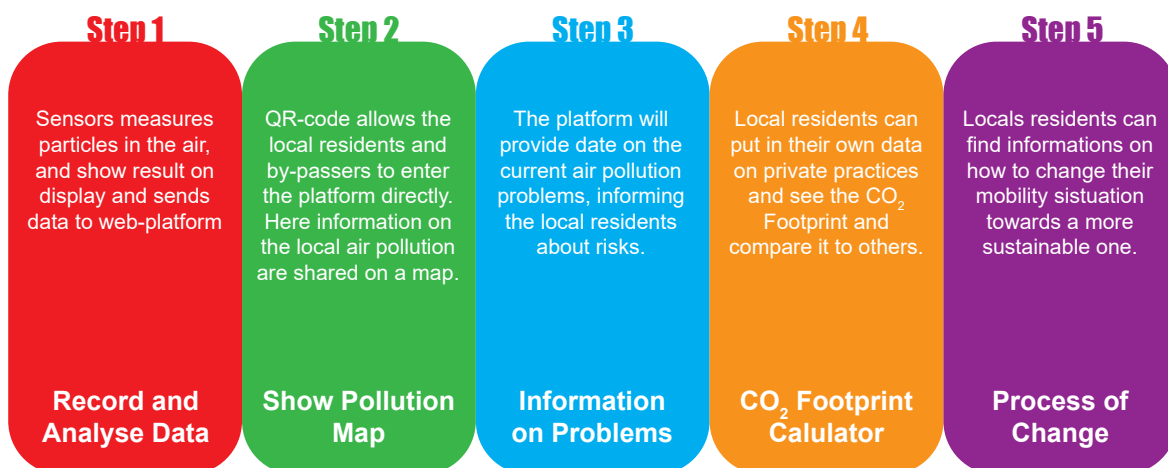 Step 1
Sensors measures
particles in the air,
and show result on
display and sends
data to web-platform
Record and
Analyse Data
Step 2
QR-code allows the
local residents and
by-passers to enter
the platform directly.
Here information on
the local air pollution
are shared on a map.
Show Pollution
Map
Step 3
The platform will
provide date on the
current air pollution
problems, informing
the local residents
about risks.
Information
on Problems
Step 4
Local residents can
put in their own data
on private practices
and see the CO₂
Footprint and
compare it to others.
CO₂ Footprint
Calulator
Step 5
Locals residents can
find informations on
how to change their
mobility sistuation
towards a more
sustainable one.
Process of
Change